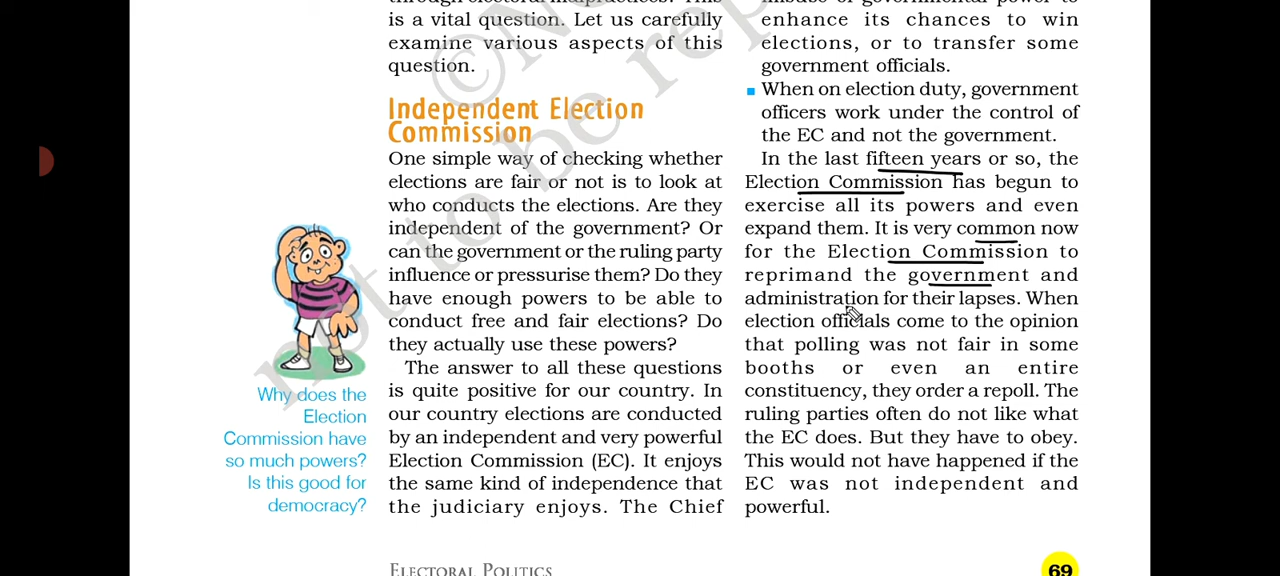 through electoral malpractices? This
is a vital question. Let us carefully
examine various aspects of this
question.
Independent Election
Commission
One simple way of checking whether
elections are fair or not is to look at
who conducts the elections. Are they
independent of the government? Or
can the government or the ruling party
influence or pressurise them? Do they
have enough powers to be able to
conduct free and fair elections? Do
they actually use these powers?
The answer to all these questions
is quite positive for our country. In
our country elections are conducted
by an independent and very powerful
Election Commission (EC). It enjoys
the same kind of independence that
the judiciary enjoys. The Chief
Why does the
Election
Commission have
so much powers?
Is this good for
democracy?
misuse of governmental power to
enhance its chances to win
elections, or to transfer some
government officials.
When on election duty, government
officers work under the control of
the EC and not the government.
In the last fifteen years or so, the
Election Commission has begun to
exercise all its powers and even
expand them. It is very common now
for the Election Commission to
reprimand the government and
administration for their lapses. When
election officials come to the opinion
that polling was not fair in some
booths or even an entire
constituency, they order a repoll. The
ruling parties often do not like what
the EC does. But they have to obey.
This would not have happened if the
EC was not independent and
powerful.
ELECTORAL POLITICS
69
not to be rep